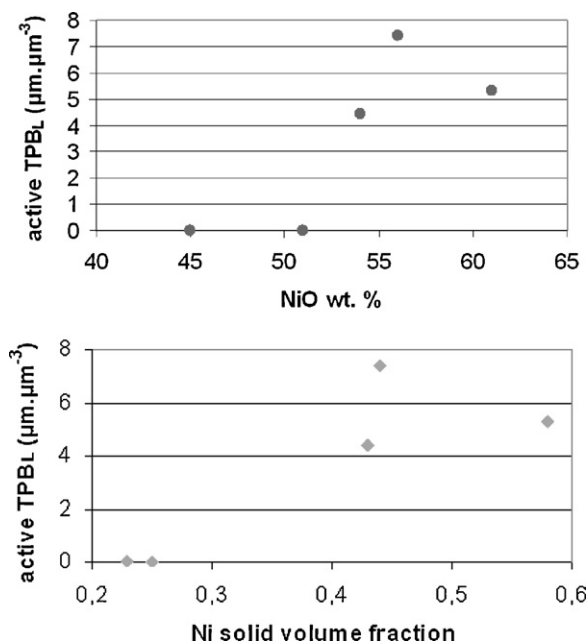 active TPBL (µm.µm-3)
8
7
6
5
4
3
2
1
0
40 45 50 55 60 65
NiO wt. %
active TPBL (µm.µm-3)
8
6
4
2
0
0,2 0,3 0,4 0,5 0,6
Ni solid volume fraction